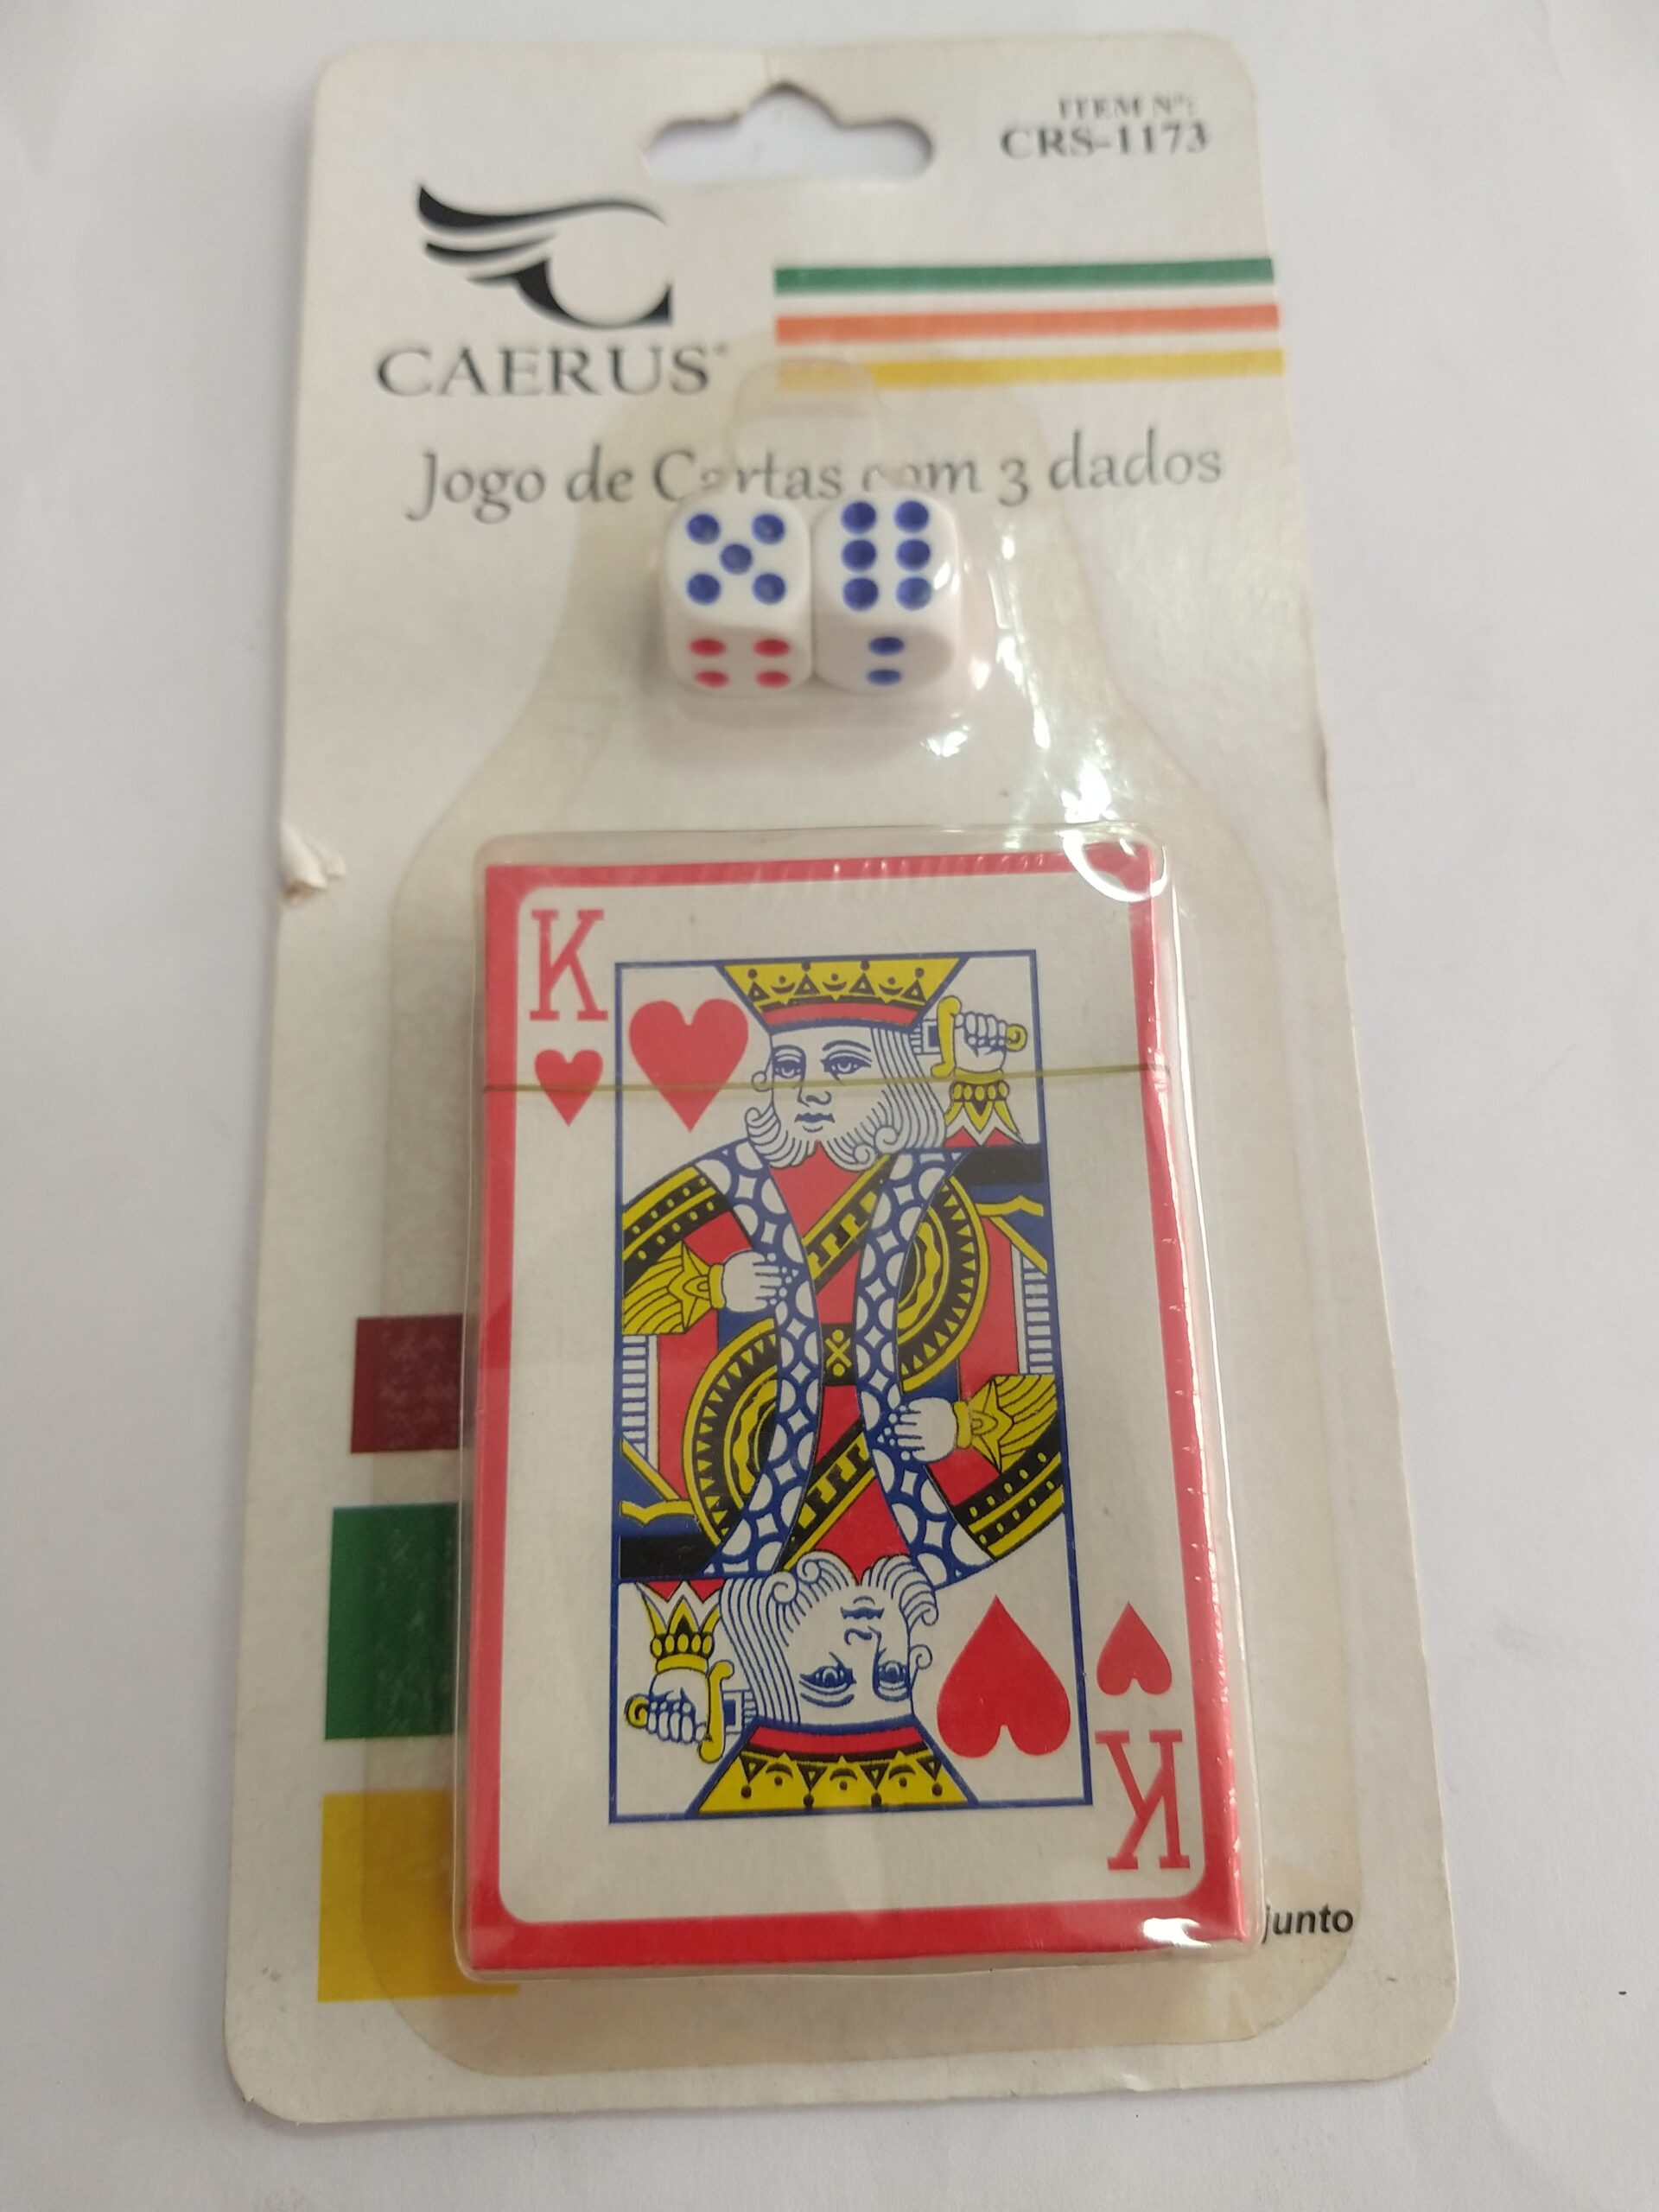 ITEM Nº:
CRS-1173
CAERUS®
Jogo de Cartas com 3 dados
K
K
junto